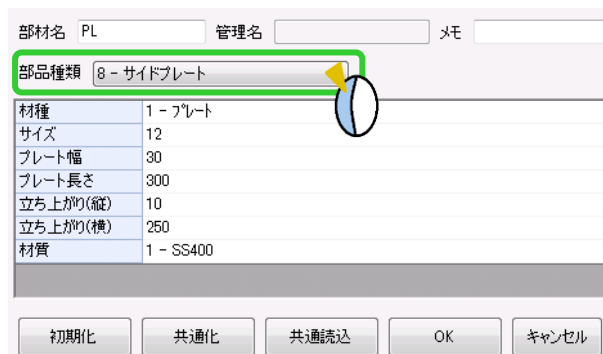 部材名 PL 管理名 メモ
部品種類 8 - サイドプレート
材種 1 - プレート
サイズ 12
プレート幅 30
プレート長さ 300
立ち上がり(縦) 10
立ち上がり(横) 250
材質 1 - SS400
初期化 共通化 共通読込 OK キャンセル